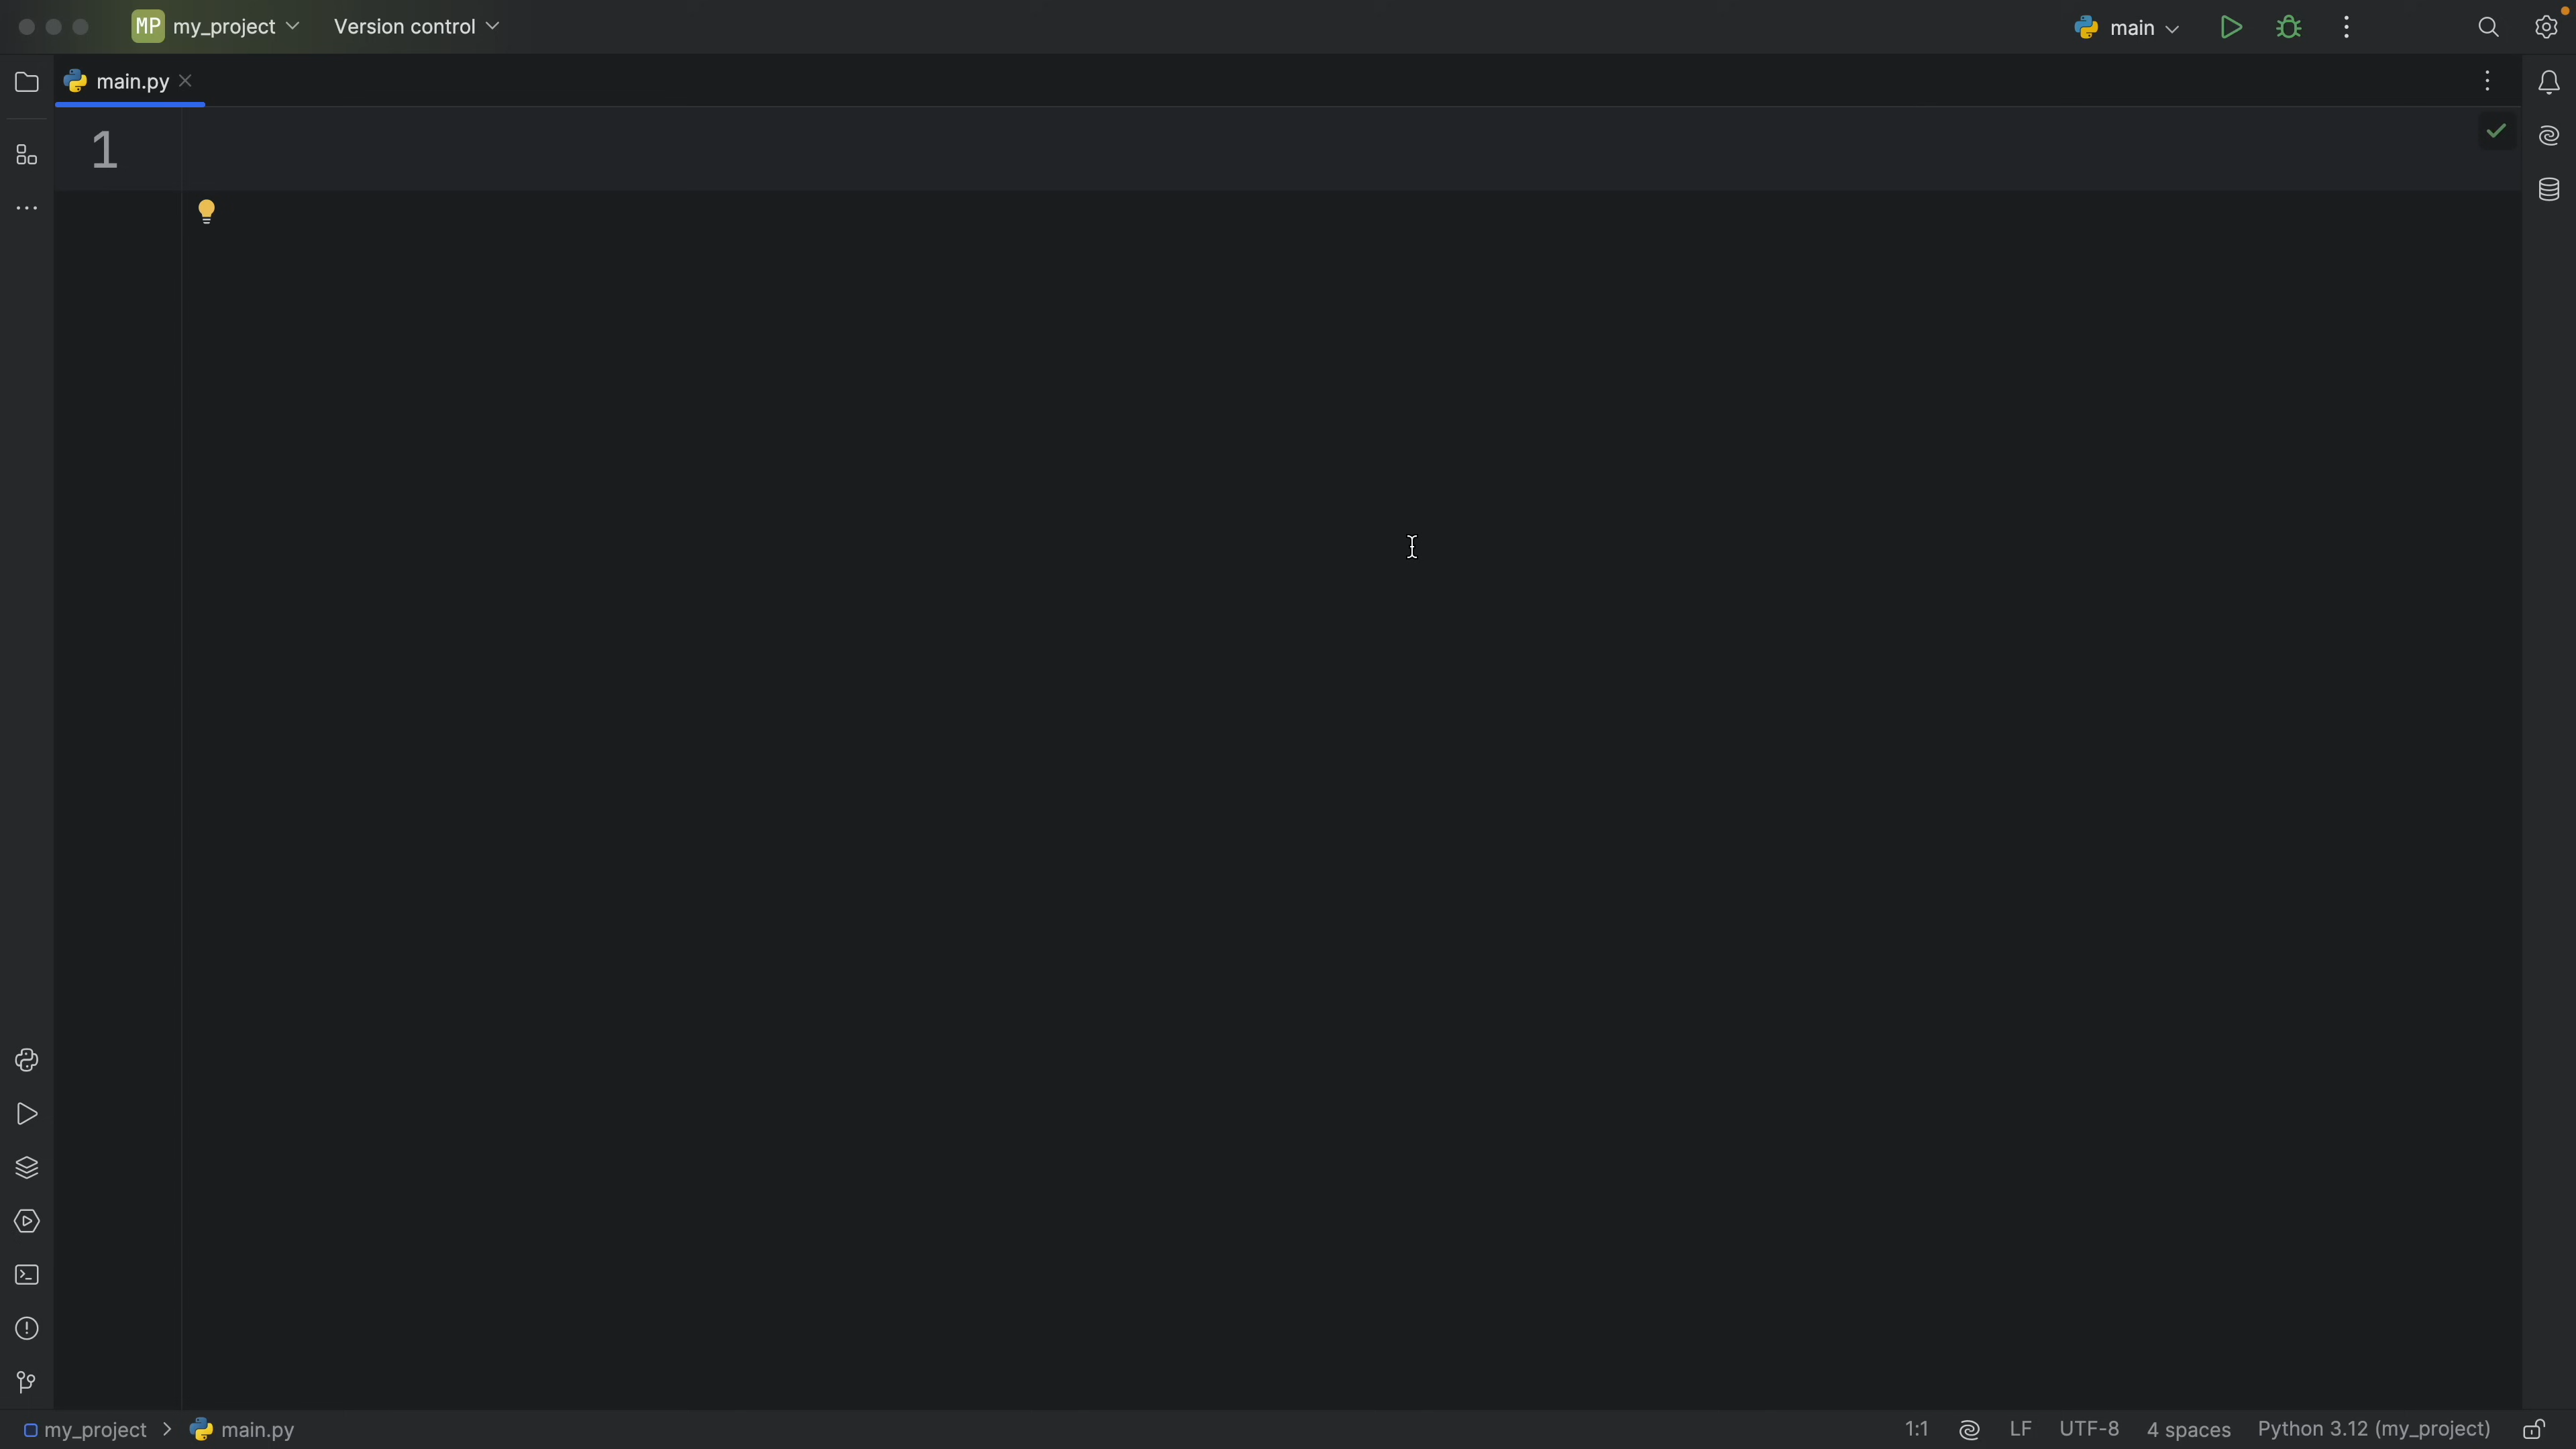 MP my_project Version control main
main.py
1
my_project > main.py 1:1 LF UTF-8 4 spaces Python 3.12 (my_project)